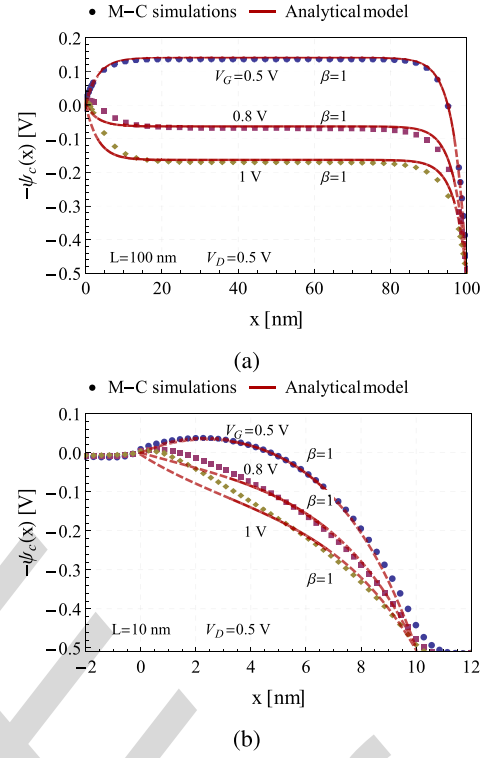 ● M−C simulations — Analytical model
0.2
0.1
0.0
−0.1
−0.2
−0.3
−0.4
−0.5
−ψc(x) [V]
VG=0.5 V β=1
0.8 V β=1
1 V β=1
L=100 nm VD=0.5 V
0 20 40 60 80 100
x [nm]
(a)
● M−C simulations — Analytical model
0.1
0.0
−0.1
−0.2
−0.3
−0.4
−0.5
−ψc(x) [V]
VG=0.5 V
β=1
0.8 V
β=1
1 V
β=1
L=10 nm VD=0.5 V
−2 0 2 4 6 8 10 12
x [nm]
(b)